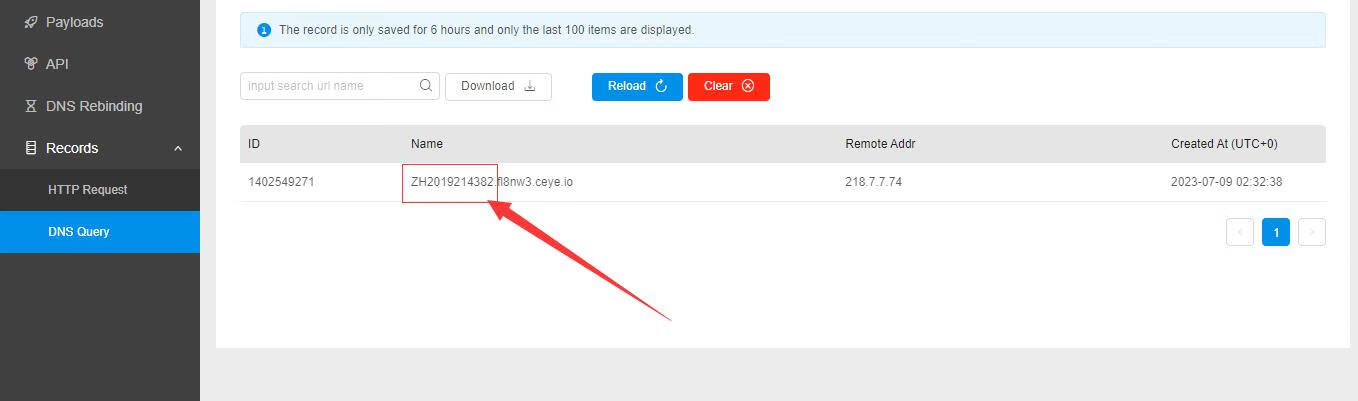 Payloads
API
DNS Rebinding
Records
HTTP Request
DNS Query
The record is only saved for 6 hours and only the last 100 items are displayed.
input search url name Download Reload Clear
ID Name Remote Addr Created At (UTC+0)
1402549271 ZH2019214382.fl8nw3.ceye.io 218.7.7.74 2023-07-09 02:32:38
< 1 >